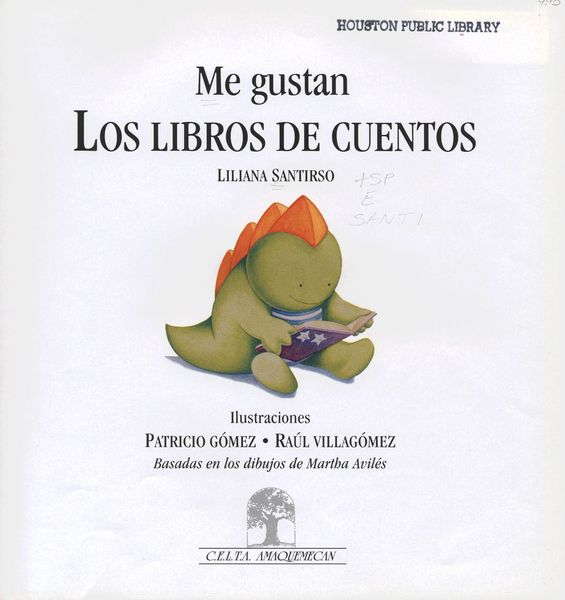 HOUSTON PUBLIC LIBRARY
Me gustan
LOS LIBROS DE CUENTOS
LILIANA SANTIRSO
E
SANTI
Ilustraciones
PATRICIO GÓMEZ • RAÚL VILLAGÓMEZ
Basadas en los dibujos de Martha Avilés
C.E.L.T.A. AMAQUEMECAN